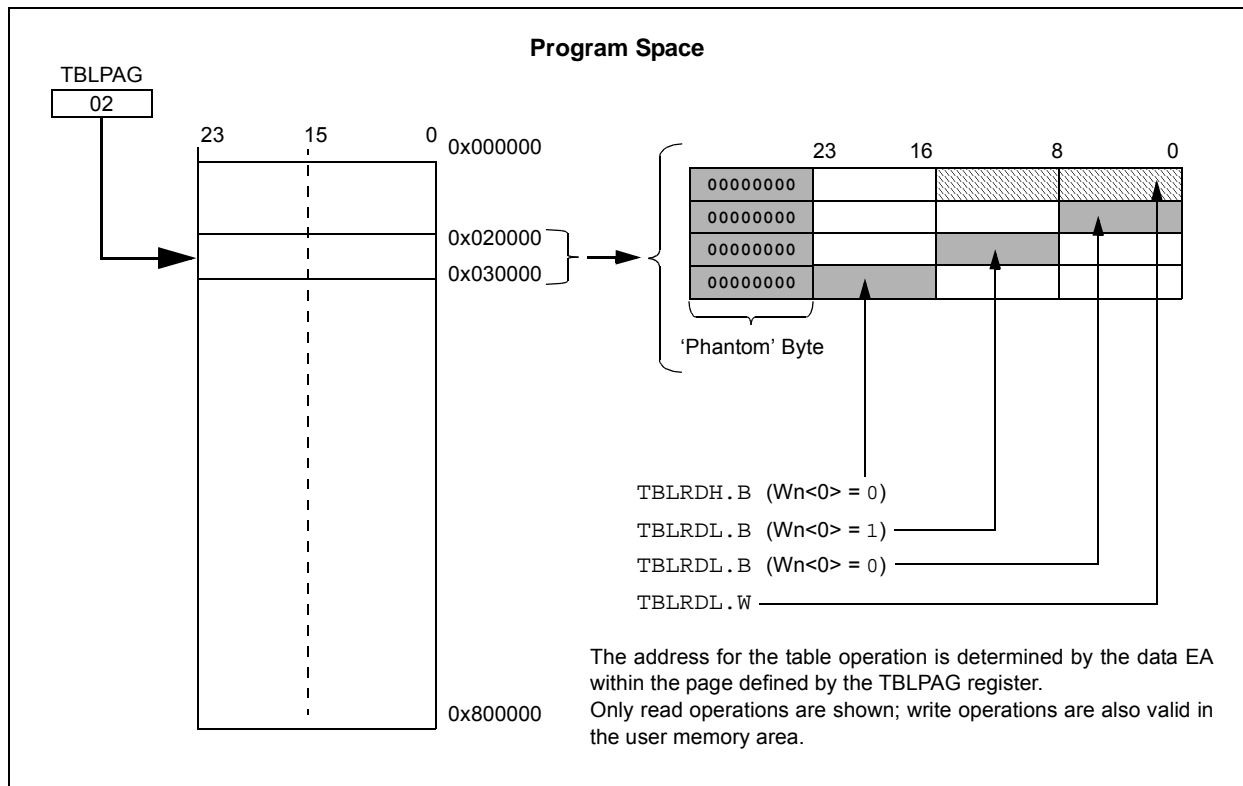 Program Space
TBLPAG
02
23 15 0
0x000000
0x020000
0x030000
0x800000
23 16 8 0
00000000
00000000
00000000
00000000
‘Phantom’ Byte
TBLRDH.B (Wn<0> = 0)
TBLRDL.B (Wn<0> = 1)
TBLRDL.B (Wn<0> = 0)
TBLRDL.W
The address for the table operation is determined by the data EA
within the page defined by the TBLPAG register.
Only read operations are shown; write operations are also valid in
the user memory area.